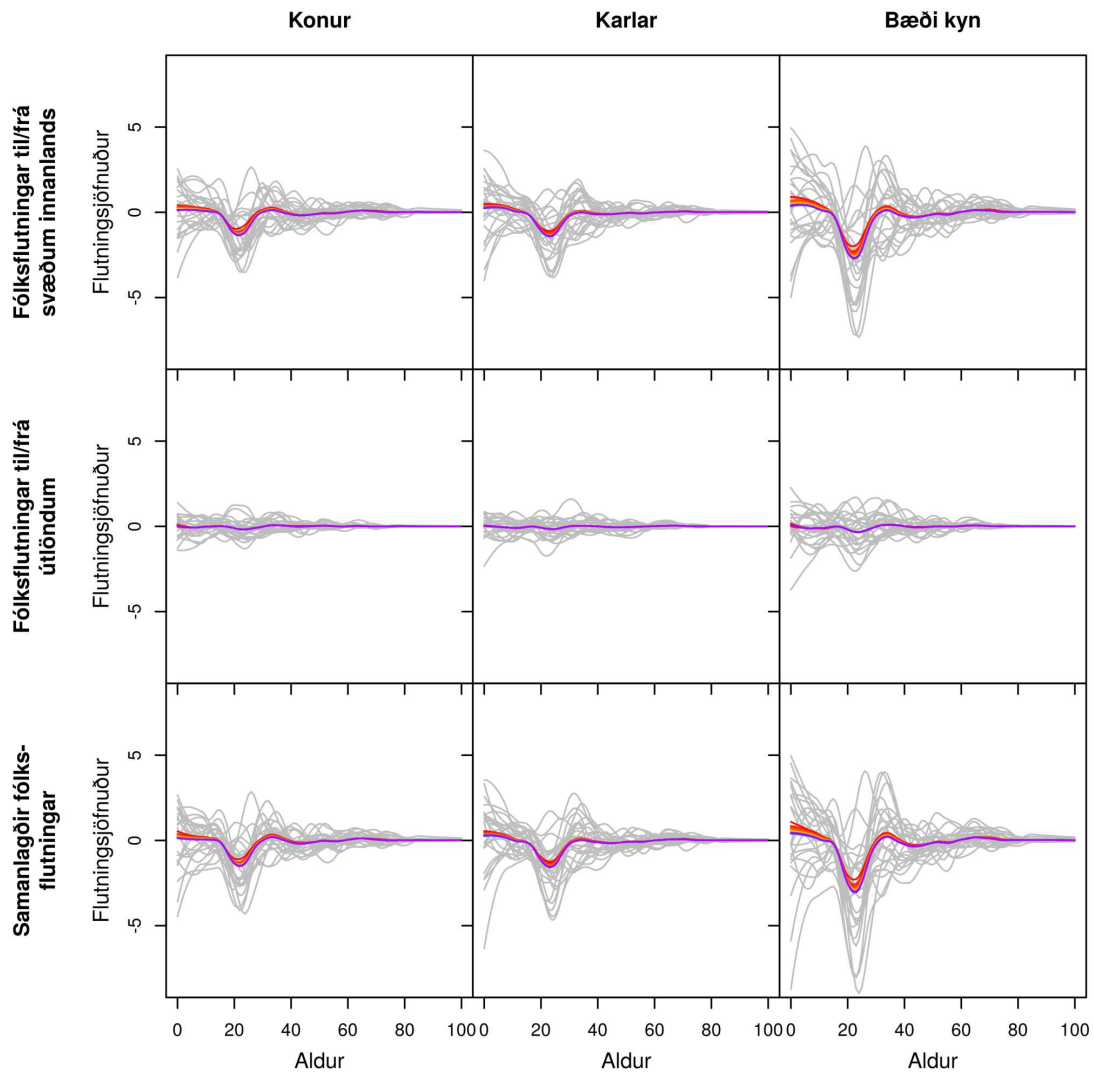 Konur
Karlar
Bæði kyn
Fólksflutningar til/frá
svæðum innanlands
Flutningsjöfnuður
5
0
-5
Fólksflutningar til/frá
útlöndum
Flutningsjöfnuður
5
0
-5
Samanlagðir fólks-
flutningar
Flutningsjöfnuður
5
0
-5
0 20 40 60 80 100
0 20 40 60 80 100
0 20 40 60 80 100
Aldur
Aldur
Aldur